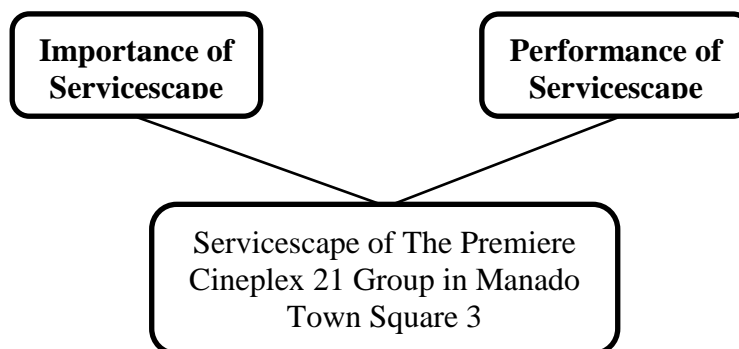 Importance of
Servicescape
Performance of
Servicescape
Servicescape of The Premiere
Cineplex 21 Group in Manado
Town Square 3